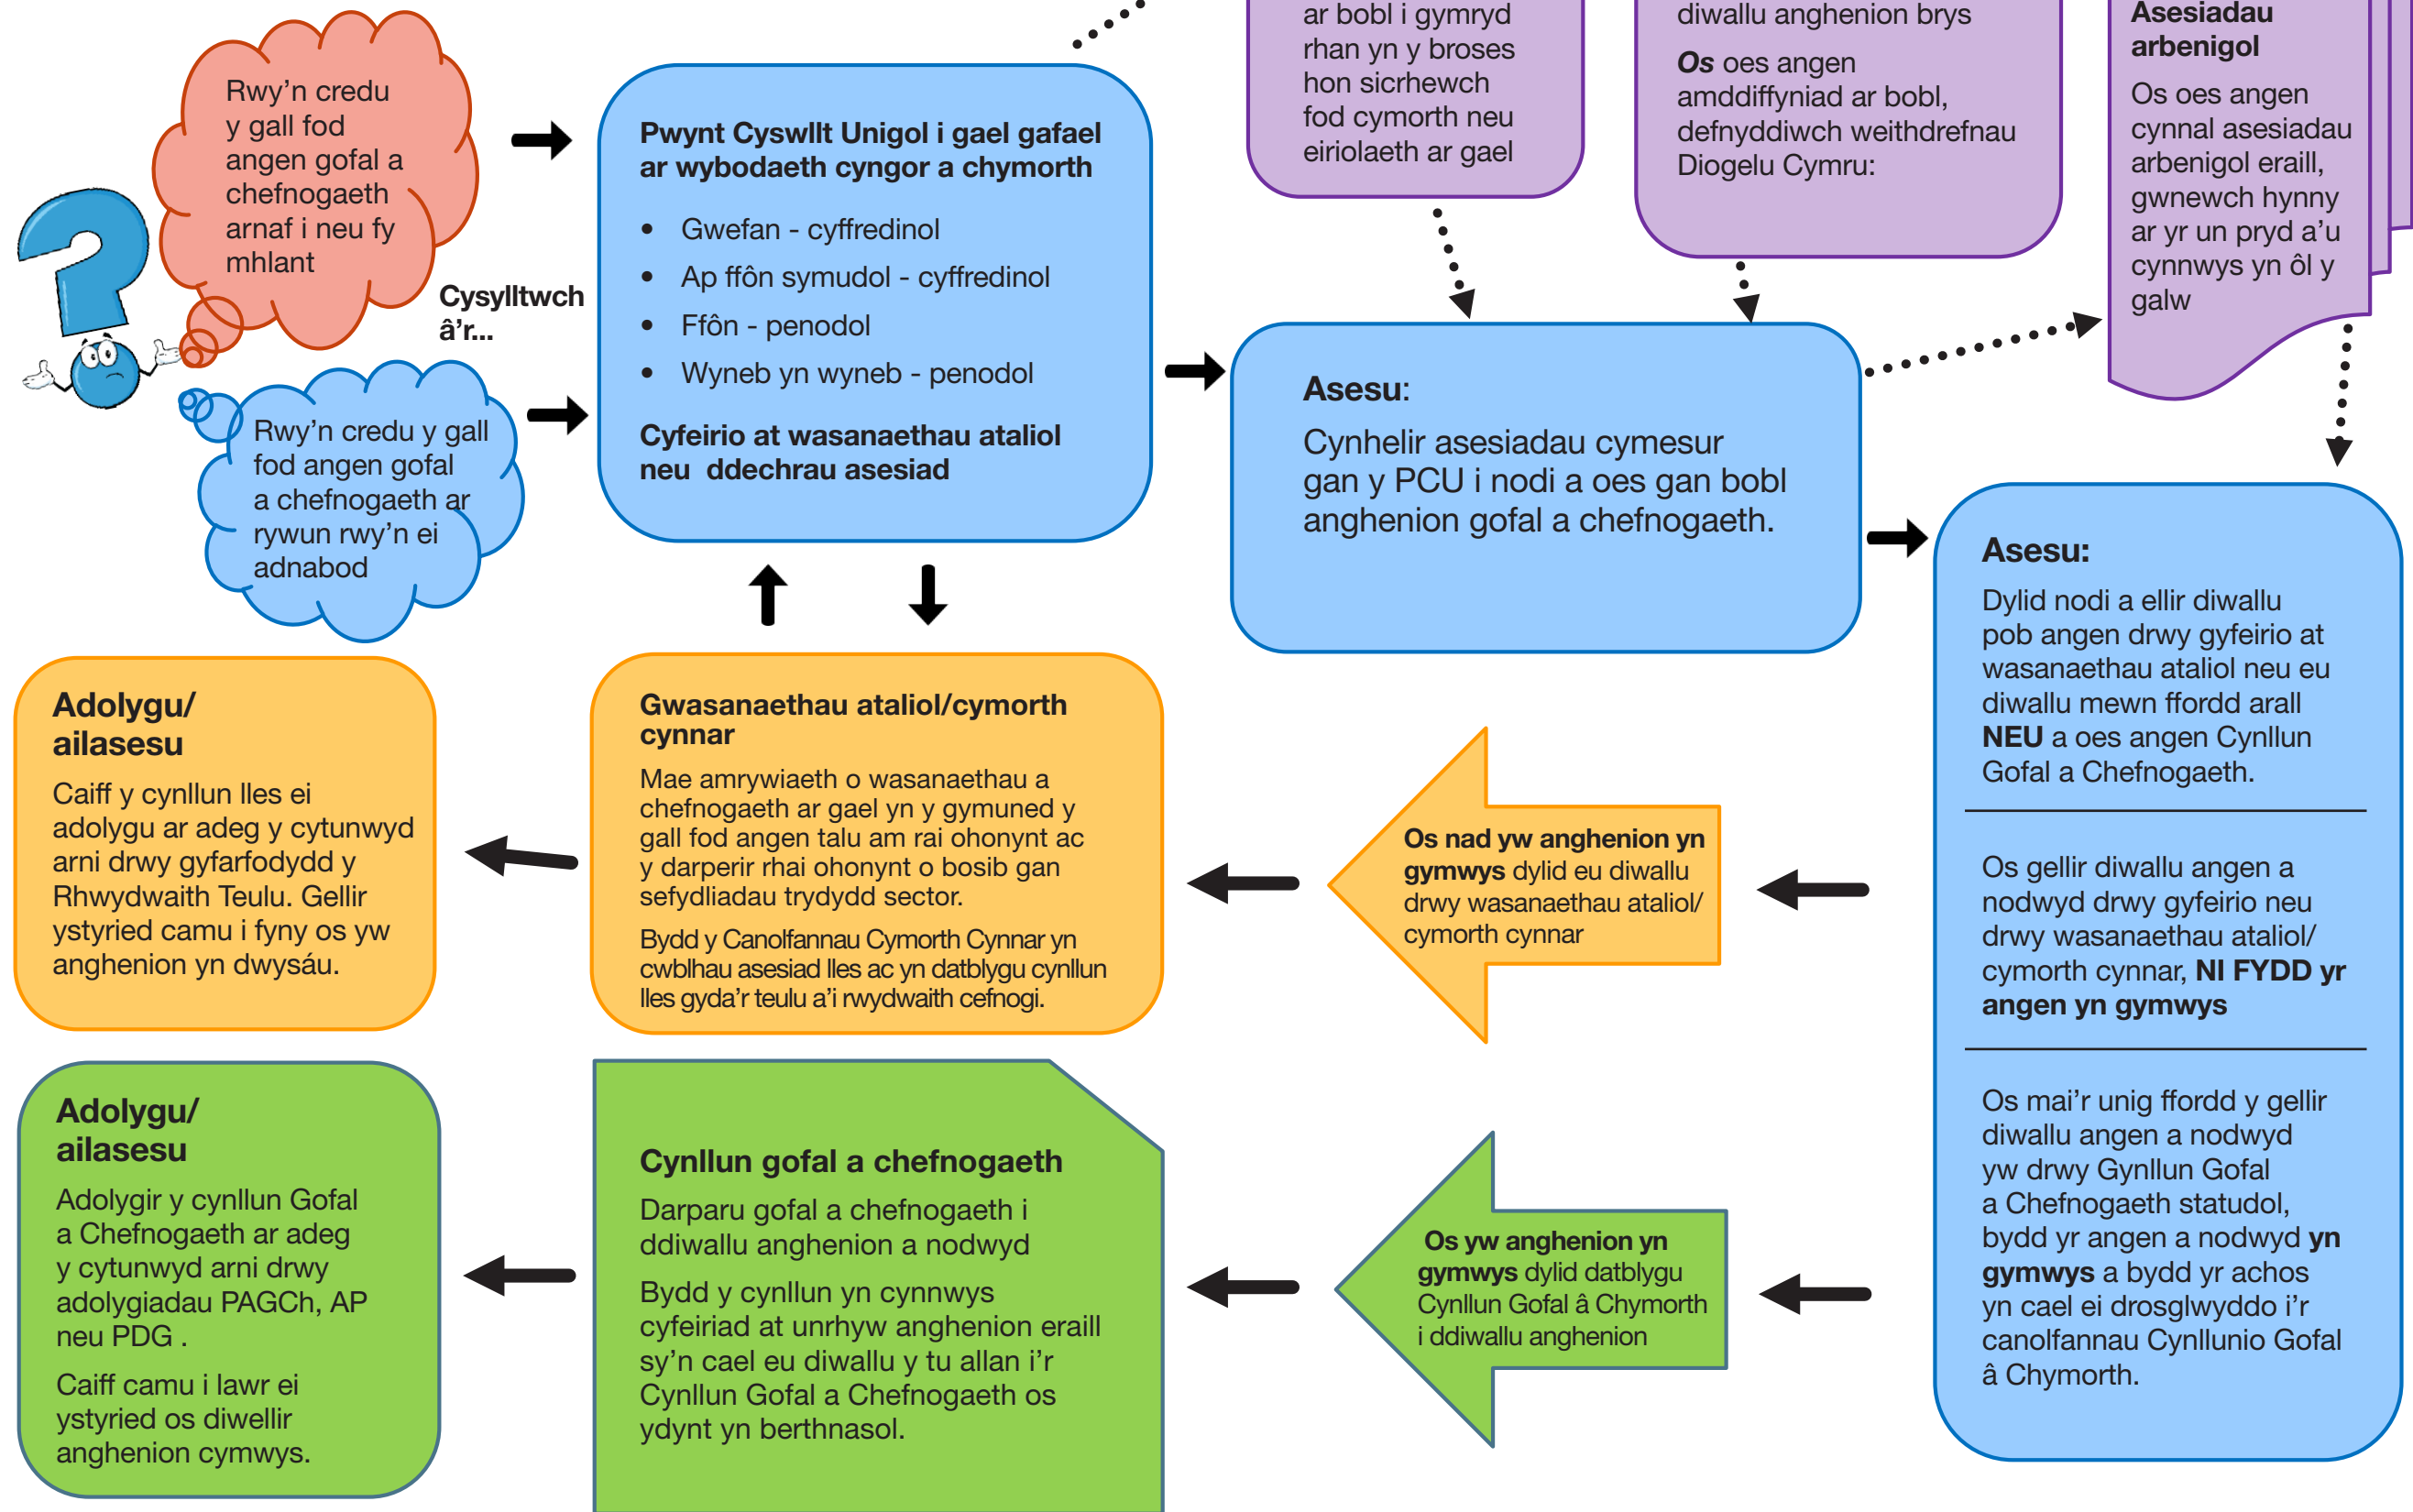 Rwy'n credu
y gall fod
angen gofal a
chefnogaeth
arnaf i neu fy
mhlant
Cysylltwch
â'r...
Rwy'n credu y gall
fod angen gofal
a chefnogaeth ar
rywun rwy'n ei
adnabod
Pwynt Cyswllt Unigol i gael gafael
ar wybodaeth cyngor a chymorth
• Gwefan - cyffredinol
• Ap ffôn symudol - cyffredinol
• Ffôn - penodol
• Wyneb yn wyneb - penodol
Cyfeirio at wasanaethau ataliol
neu ddechrau asesiad
ar bobl i gymryd
rhan yn y broses
hon sicrhewch
fod cymorth neu
eiriolaeth ar gael
diwallu anghenion brys
Os oes angen
amddiffyniad ar bobl,
defnyddiwch weithdrefnau
Diogelu Cymru:
Asesiadau
arbenigol
Os oes angen
cynnal asesiadau
arbenigol eraill,
gwnewch hynny
ar yr un pryd a'u
cynnwys yn ôl y
galw
Asesu:
Cynhelir asesiadau cymesur
gan y PCU i nodi a oes gan bobl
anghenion gofal a chefnogaeth.
Asesu:
Dylid nodi a ellir diwallu
pob angen drwy gyfeirio at
wasanaethau ataliol neu eu
diwallu mewn ffordd arall
NEU a oes angen Cynllun
Gofal a Chefnogaeth.
Os gellir diwallu angen a
nodwyd drwy gyfeirio neu
drwy wasanaethau ataliol/
cymorth cynnar, NI FYDD yr
angen yn gymwys
Os mai'r unig ffordd y gellir
diwallu angen a nodwyd
yw drwy Gynllun Gofal
a Chefnogaeth statudol,
bydd yr angen a nodwyd yn
gymwys a bydd yr achos
yn cael ei drosglwyddo i'r
canolfannau Cynllunio Gofal
â Chymorth.
Os nad yw anghenion yn
gymwys dylid eu diwallu
drwy wasanaethau ataliol/
cymorth cynnar
Gwasanaethau ataliol/cymorth
cynnar
Mae amrywiaeth o wasanaethau a
chefnogaeth ar gael yn y gymuned y
gall fod angen talu am rai ohonynt ac
y darperir rhai ohonynt o bosib gan
sefydliadau trydydd sector.
Bydd y Canolfannau Cymorth Cynnar yn
cwblhau asesiad lles ac yn datblygu cynllun
lles gyda'r teulu a'i rwydwaith cefnogi.
Adolygu/
ailasesu
Caiff y cynllun lles ei
adolygu ar adeg y cytunwyd
arni drwy gyfarfodydd y
Rhwydwaith Teulu. Gellir
ystyried camu i fyny os yw
anghenion yn dwysáu.
Os yw anghenion yn
gymwys dylid datblygu
Cynllun Gofal â Chymorth
i ddiwallu anghenion
Cynllun gofal a chefnogaeth
Darparu gofal a chefnogaeth i
ddiwallu anghenion a nodwyd
Bydd y cynllun yn cynnwys
cyfeiriad at unrhyw anghenion eraill
sy'n cael eu diwallu y tu allan i'r
Cynllun Gofal a Chefnogaeth os
ydynt yn berthnasol.
Adolygu/
ailasesu
Adolygir y cynllun Gofal
a Chefnogaeth ar adeg
y cytunwyd arni drwy
adolygiadau PAGCh, AP
neu PDG .
Caiff camu i lawr ei
ystyried os diwellir
anghenion cymwys.